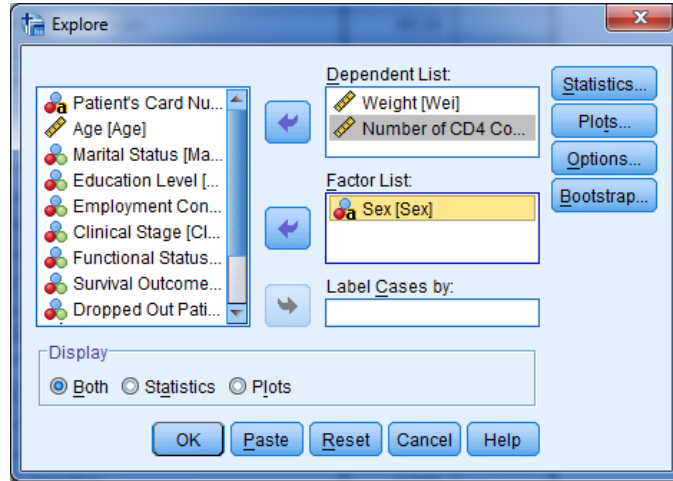 Explore
Patient's Card Nu...
Age [Age]
Marital Status [Ma...
Education Level [...
Employment Con...
Clinical Stage [Cl...
Functional Status...
Survival Outcome...
Dropped Out Pati...
Dependent List:
Weight [Wei]
Number of CD4 Co...
Factor List:
Sex [Sex]
Label Cases by:
Statistics...
Plots...
Options...
Bootstrap...
Display
Both Statistics Plots
OK Paste Reset Cancel Help